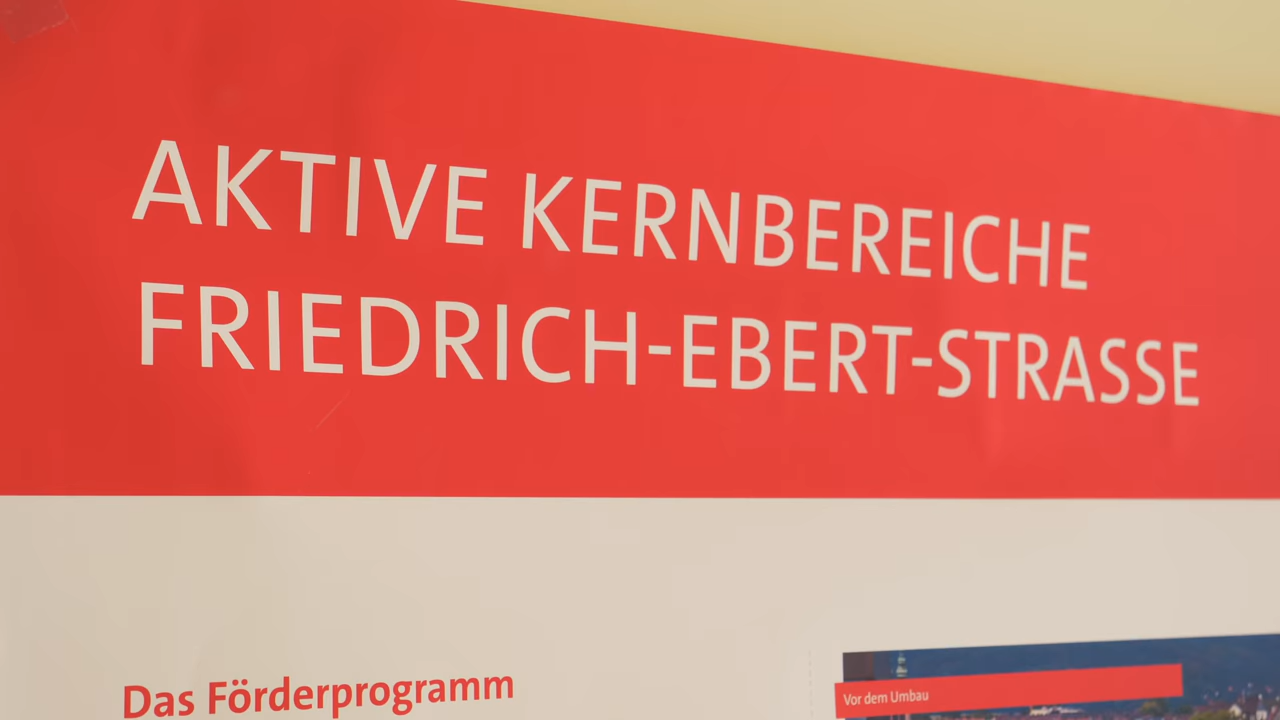 AKTIVE KERNBEREICHE
FRIEDRICH-EBERT-STRASSE
Das Förderprogramm
Vor dem Umbau